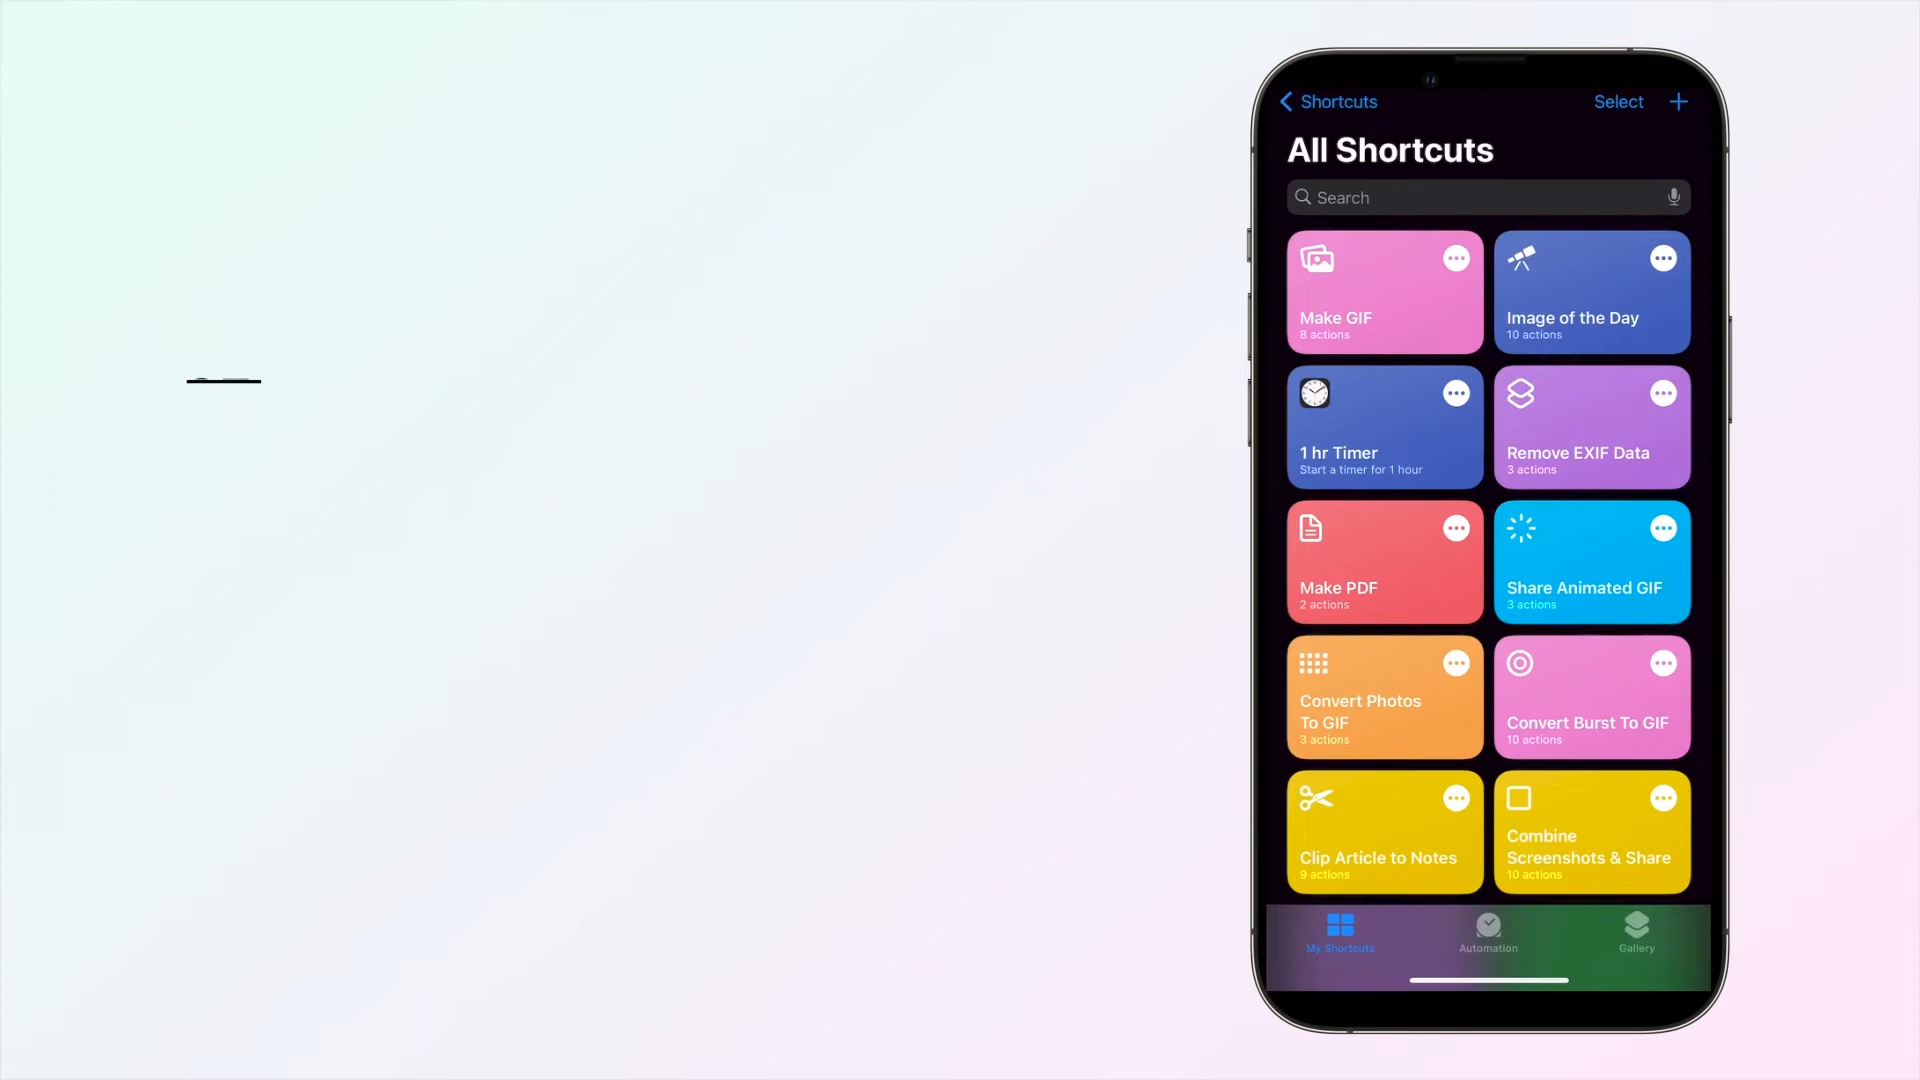 Shortcuts
Select
All Shortcuts
Search
Make GIF
8 actions
Image of the Day
10 actions
1 hr Timer
Start a timer for 1 hour
Remove EXIF Data
3 actions
Make PDF
2 actions
Share Animated GIF
3 actions
Convert Photos
To GIF
3 actions
Convert Burst To GIF
10 actions
Clip Article to Notes
9 actions
Combine
Screenshots & Share
10 actions
My Shortcuts
Automation
Gallery